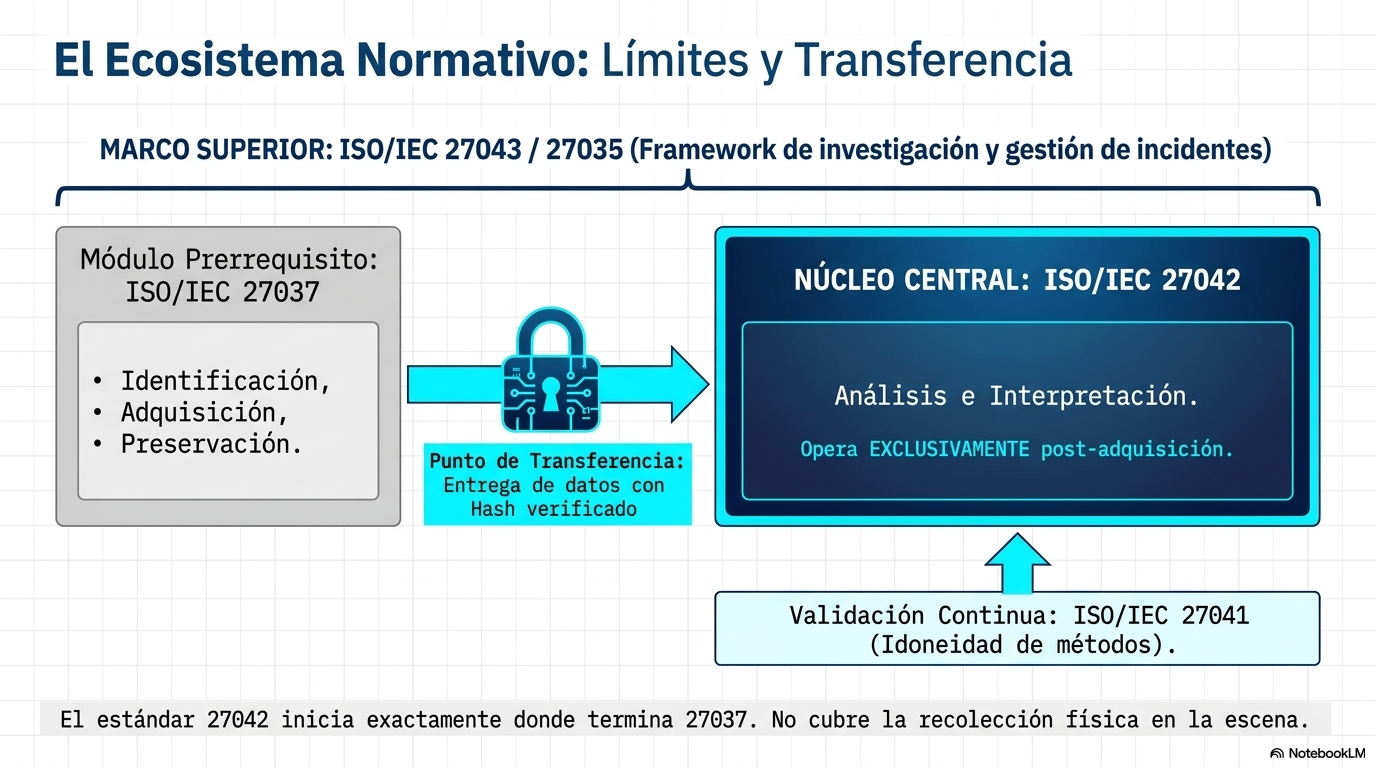 El Ecosistema Normativo: Límites y Transferencia
MARCO SUPERIOR: ISO/IEC 27043 / 27035 (Framework de investigación y gestión de incidentes)
Módulo Prerrequisito:
ISO/IEC 27037
• Identificación,
• Adquisición,
• Preservación.
Punto de Transferencia:
Entrega de datos con
Hash verificado
NÚCLEO CENTRAL: ISO/IEC 27042
Análisis e Interpretación.
Opera EXCLUSIVAMENTE post-adquisición.
Validación Continua: ISO/IEC 27041
(Idoneidad de métodos).
El estándar 27042 inicia exactamente donde termina 27037. No cubre la recolección física en la escena.
NotebookLM